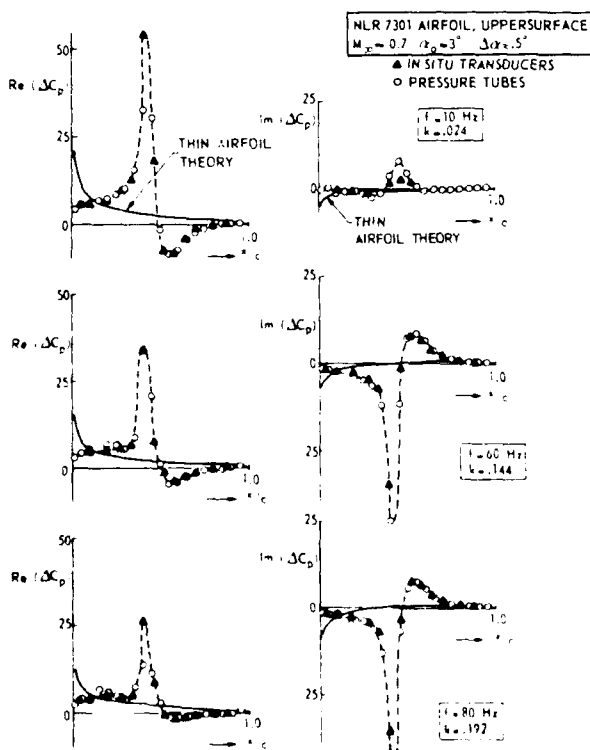 NLR 7301 AIRFOIL, UPPERSURFACE
M∞ = 0.7 α₀ = 3° Δα = .5°
▲ IN SITU TRANSDUCERS
○ PRESSURE TUBES
Re (ΔCp)
50
25
0
THIN AIRFOIL
THEORY
1.0
x/c
Im (ΔCp)
25
0
f = 10 Hz
k = .024
THIN
AIRFOIL THEORY
1.0
x/c
Re (ΔCp)
50
25
0
1.0
x/c
Im (ΔCp)
25
0
25
1.0
x/c
f = 60 Hz
k = .144
Re (ΔCp)
50
25
0
1.0
x/c
Im (ΔCp)
25
0
25
1.0
x/c
f = 80 Hz
k = .192